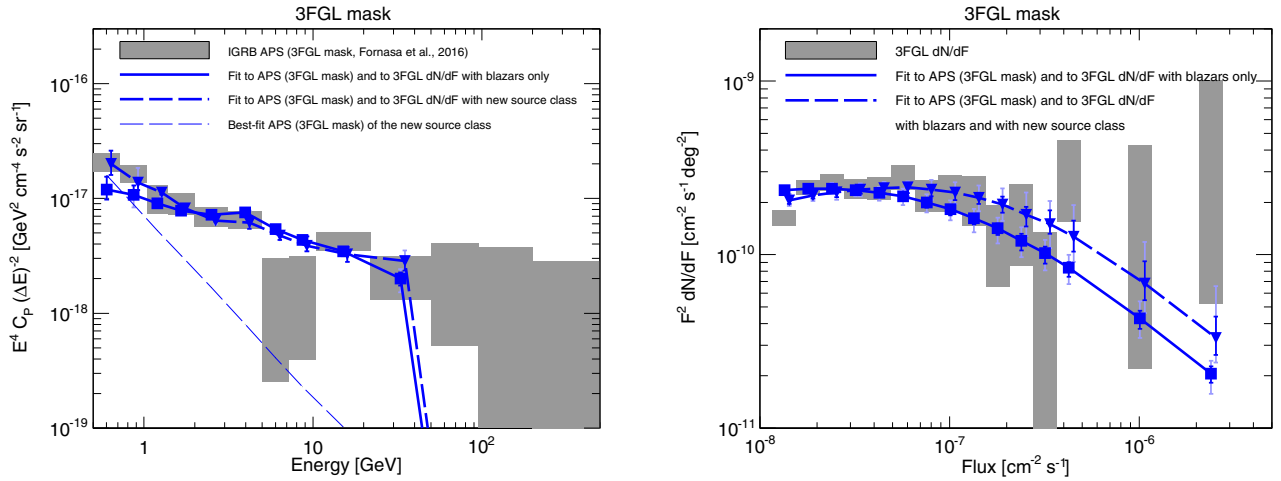 3FGL mask
IGRB APS (3FGL mask, Fornasa et al., 2016)
Fit to APS (3FGL mask) and to 3FGL dN/dF with blazars only
Fit to APS (3FGL mask) and to 3FGL dN/dF with new source class
Best-fit APS (3FGL mask) of the new source class
10⁻¹⁶
10⁻¹⁷
10⁻¹⁸
10⁻¹⁹
E⁴ C_P (ΔE)⁻² [GeV² cm⁻⁴ s⁻² sr⁻¹]
1 10 10²
Energy [GeV]
3FGL mask
3FGL dN/dF
Fit to APS (3FGL mask) and to 3FGL dN/dF with blazars only
Fit to APS (3FGL mask) and to 3FGL dN/dF
with blazars and with new source class
10⁻⁹
10⁻¹⁰
10⁻¹¹
F² dN/dF [cm⁻² s⁻¹ deg⁻²]
10⁻⁸ 10⁻⁷ 10⁻⁶
Flux [cm⁻² s⁻¹]